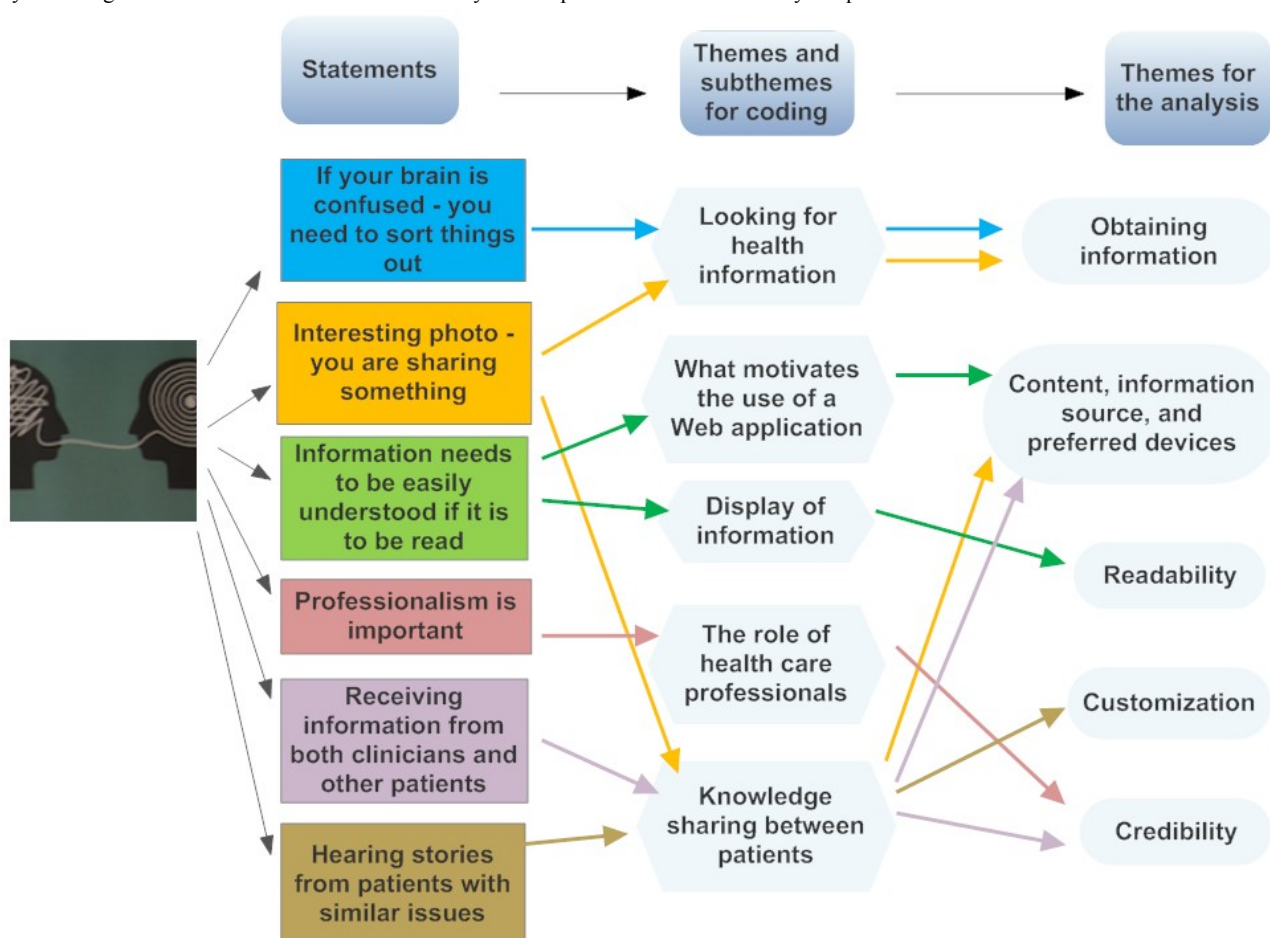 Statements
Themes and
subthemes
for coding
Themes for
the analysis
If your brain is
confused - you
need to sort things
out
Looking for
health
information
Obtaining
information
Interesting photo -
you are sharing
something
What motivates
the use of a
Web application
Content, information
source, and
preferred devices
Information needs
to be easily
understood if it is
to be read
Display of
information
Readability
Professionalism is
important
The role of
health care
professionals
Customization
Receiving
information from
both clinicians and
other patients
Knowledge
sharing between
patients
Credibility
Hearing stories
from patients with
similar issues